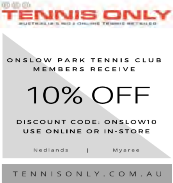 TENNIS ONLY
AUSTRALIA'S NO.1 ONLINE TENNIS RETAILER
ONSLOW PARK TENNIS CLUB
MEMBERS RECEIVE
10% OFF
DISCOUNT CODE: ONSLOW10
USE ONLINE OR IN-STORE
Nedlands | Myaree
TENNISONLY.COM.AU